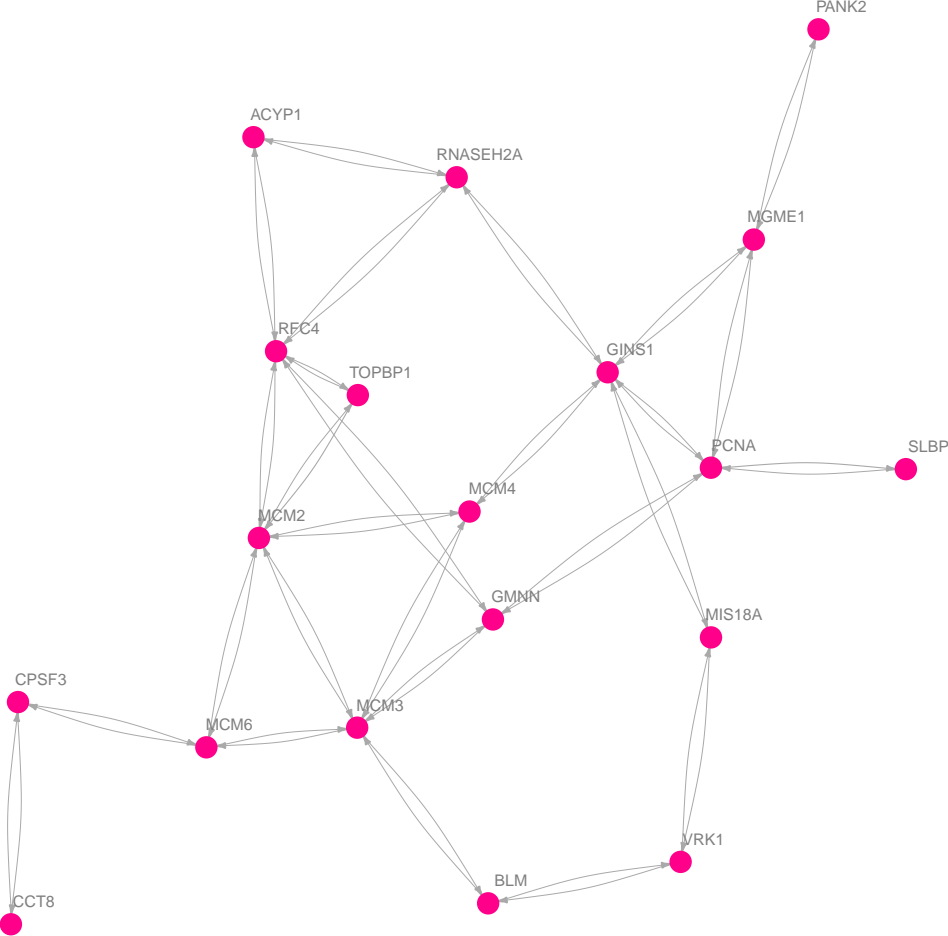 PANK2
ACYP1
RNASEH2A
MGME1
RFC4
GINS1
TOPBP1
PCNA
SLBP
MCM4
MCM2
GMNN
MIS18A
CPSF3
MCM3
MCM6
VRK1
BLM
CCT8